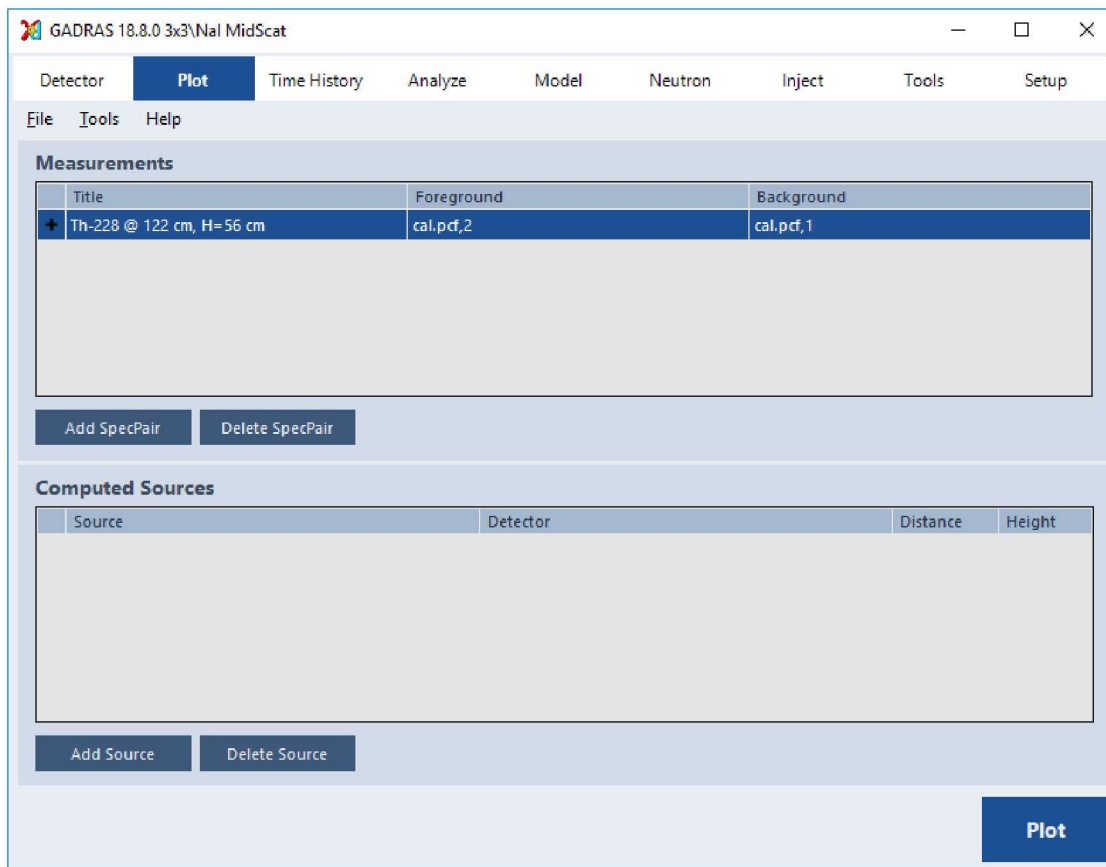 GADRAS 18.8.0 3x3\NaI MidScat
Detector Plot Time History Analyze Model Neutron Inject Tools Setup
File Tools Help
Measurements
Title Foreground Background
Th-228 @ 122 cm, H=56 cm cal.pcf,2 cal.pcf,1
Add SpecPair Delete SpecPair
Computed Sources
Source Detector Distance Height
Add Source Delete Source
Plot